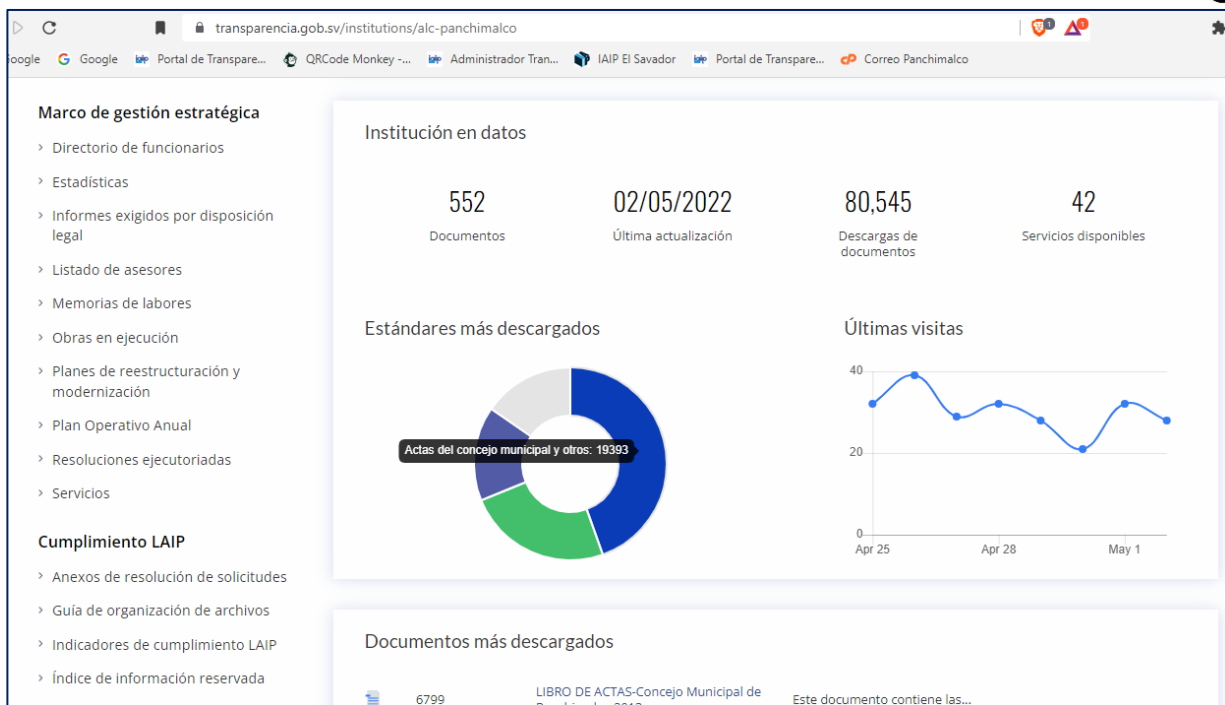 transparencia.gob.sv/institutions/alc-panchimalco
1
Google
Portal de Transpare...
QRCode Monkey -...
Administrador Tran...
IAIP El Savador
Portal de Transpare...
Correo Panchimalco
Marco de gestión estratégica
Directorio de funcionarios
Estadísticas
Informes exigidos por disposición
legal
Listado de asesores
Memorias de labores
Obras en ejecución
Planes de reestructuración y
modernización
Plan Operativo Anual
Resoluciones ejecutoriadas
Servicios
Cumplimiento LAIP
Anexos de resolución de solicitudes
Guía de organización de archivos
Indicadores de cumplimiento LAIP
Índice de información reservada
Institución en datos
552
Documentos
02/05/2022
Última actualización
80,545
Descargas de
documentos
42
Servicios disponibles
Estándares más descargados
Actas del concejo municipal y otros: 19393
Últimas visitas
40
20
0
Apr 25
Apr 28
May 1
Documentos más descargados
6799
LIBRO DE ACTAS-Concejo Municipal de
Este documento contiene las...